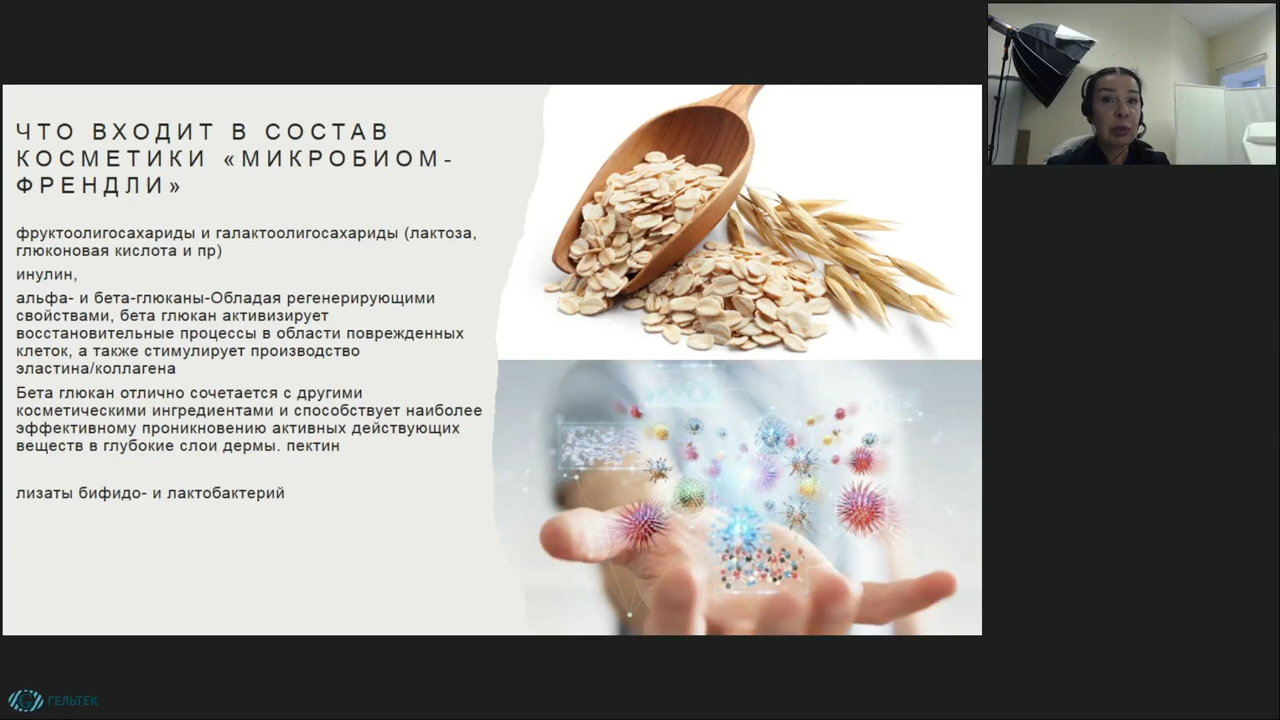 ЧТО ВХОДИТ В СОСТАВ
КОСМЕТИКИ «МИКРОБИОМ-
ФРЕНДЛИ»
фруктоолигосахариды и галактоолигосахариды (лактоза,
глюконовая кислота и пр)
инулин,
альфа- и бета-глюканы-Обладая регенерирующими
свойствами, бета глюкан активизирует
восстановительные процессы в области поврежденных
клеток, а также стимулирует производство
эластина/коллагена
Бета глюкан отлично сочетается с другими
косметическими ингредиентами и способствует наиболее
эффективному проникновению активных действующих
веществ в глубокие слои дермы. пектин
лизаты бифидо- и лактобактерий
ГЕЛЬТЕК